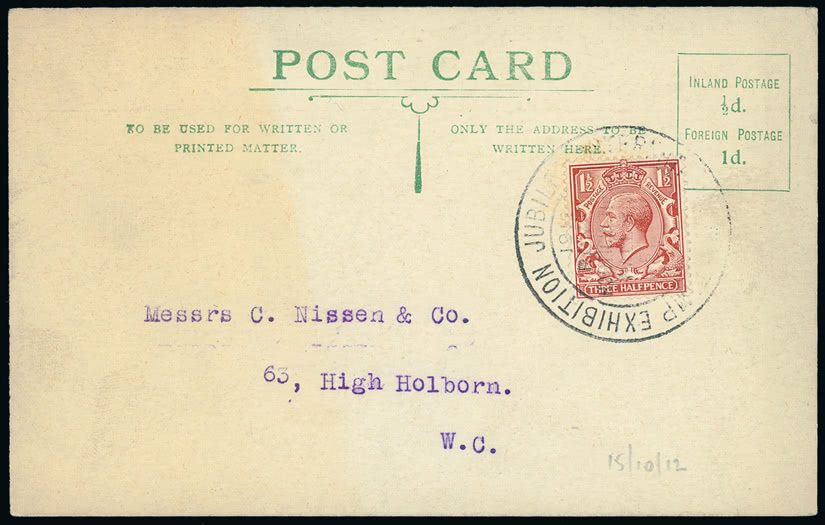 POST CARD
INLAND POSTAGE
½d.
FOREIGN POSTAGE
1d.
TO BE USED FOR WRITTEN OR
PRINTED MATTER.
ONLY THE ADDRESS TO BE
WRITTEN HERE.
1½ 1½
POSTAGE REVENUE
THREE HALFPENCE
EXHIBITION JUBIL
Messrs C. Nissen & Co.
63, High Holborn.
W.C.
15/10/12